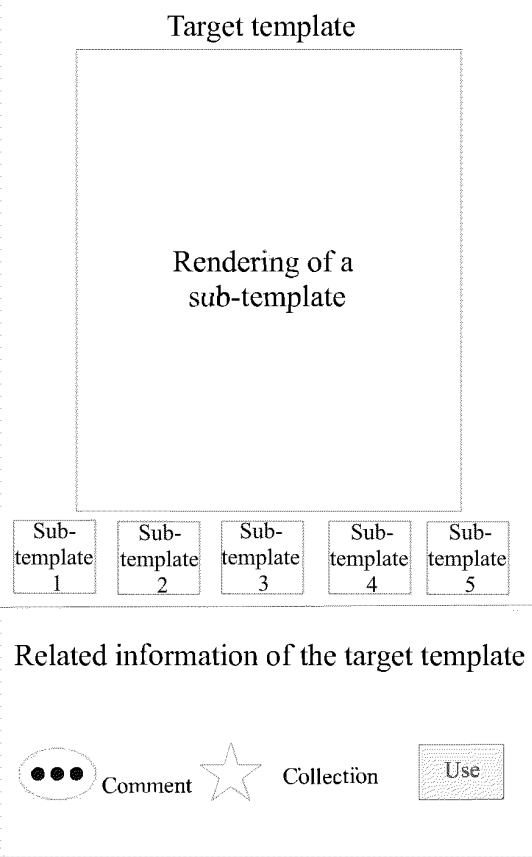 Target template
Rendering of a
sub-template
Sub-
template
1
Sub-
template
2
Sub-
template
3
Sub-
template
4
Sub-
template
5
Related information of the target template
Comment
Collection
Use